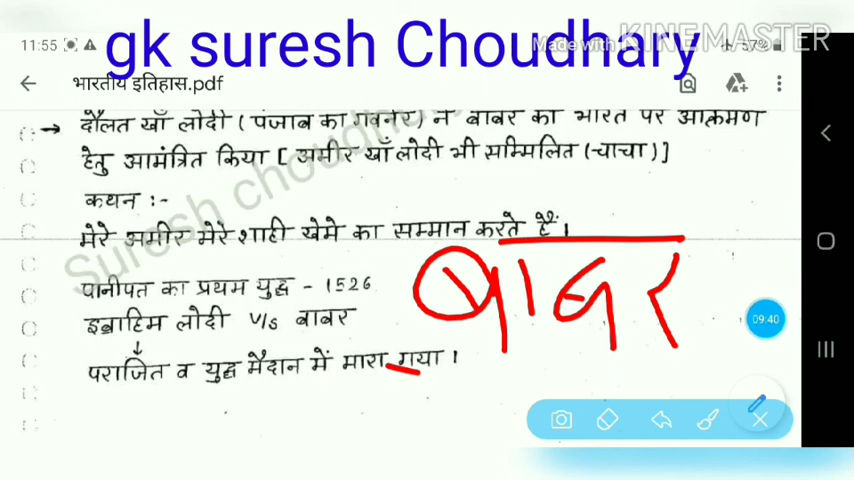 gk suresh Choudhary
Made with KINEMASTER
11:55
57%
भारतीय इतिहास.pdf
→ दौलत खाँ लोदी (पंजाब का गवर्नर) ने बाबर को भारत पर आक्रमण
हेतु आमंत्रित किया [ अमीर खाँ लोदी भी सम्मिलित (चाचा)]
कथन :-
मेरे अमीर मेरे शाही खेमे का सम्मान करते हैं।
Suresh choudhary
पानीपत का प्रथम युद्ध - 1526
इब्राहिम लोदी V/s बाबर
पराजित व युद्ध मैदान में मारा गया ।
बाबर
09:40